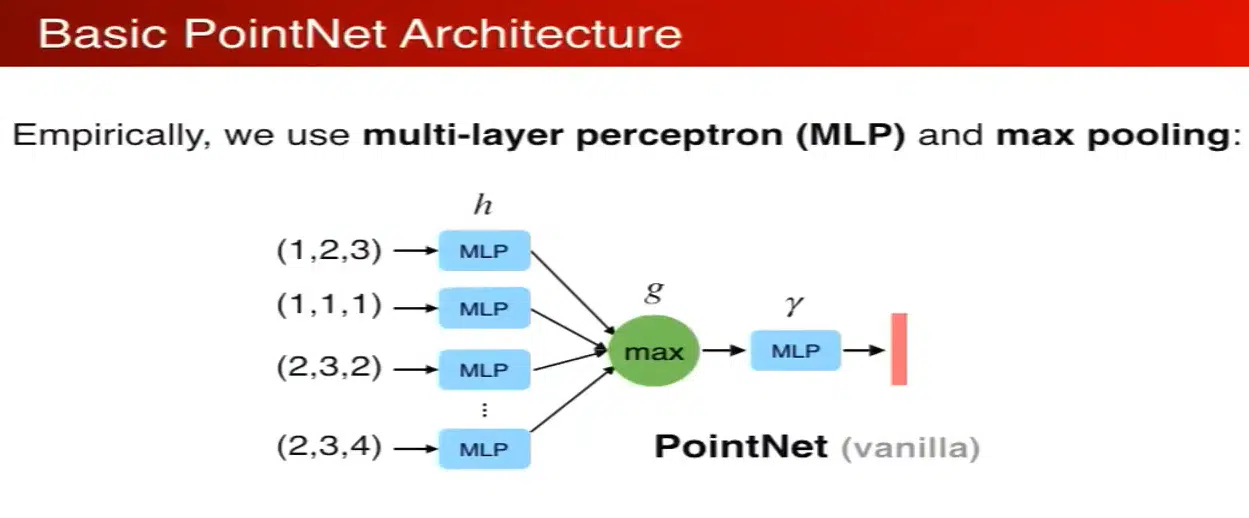 Basic PointNet Architecture
Empirically, we use multi-layer perceptron (MLP) and max pooling:
h
(1,2,3) MLP
(1,1,1) MLP
(2,3,2) MLP
⋮
(2,3,4) MLP
g
max
γ
MLP
PointNet (vanilla)